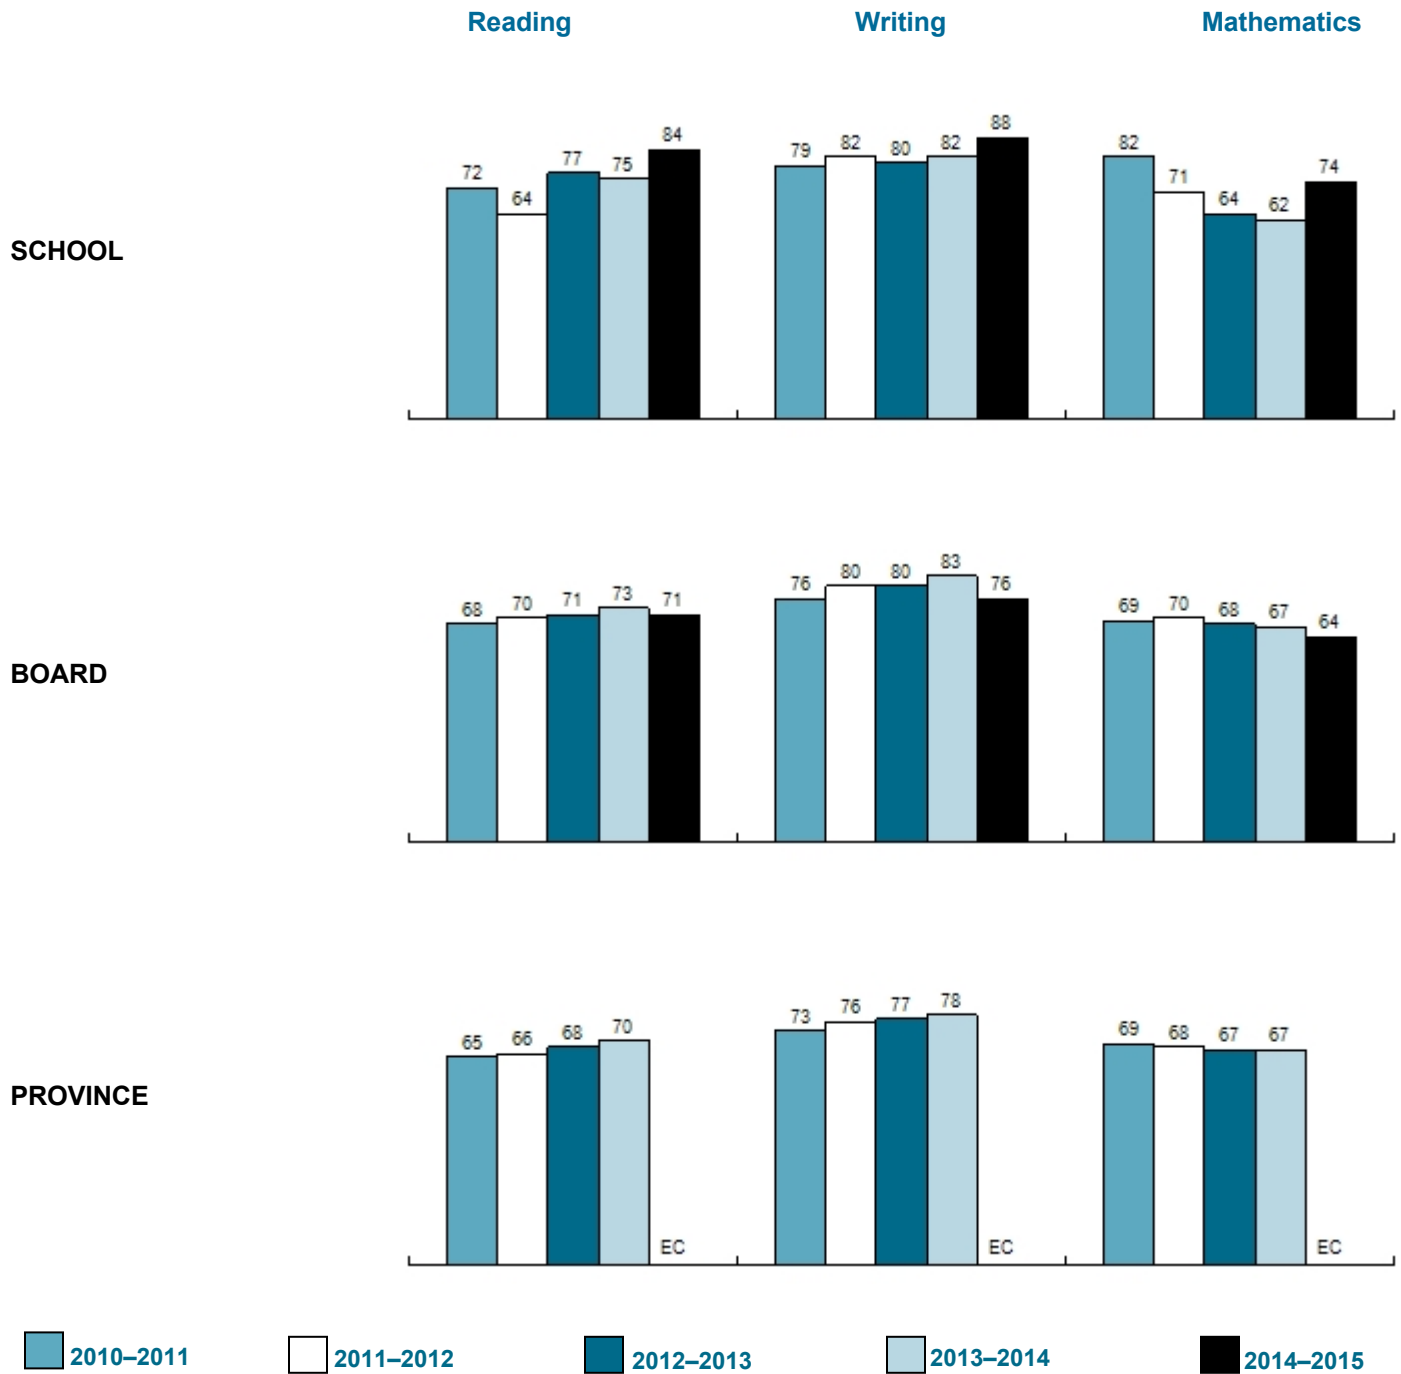 Reading Writing Mathematics
SCHOOL
72 64 77 75 84 79 82 80 82 88 82 71 64 62 74
BOARD
68 70 71 73 71 76 80 80 83 76 69 70 68 67 64
PROVINCE
65 66 68 70 EC 73 76 77 78 EC 69 68 67 67 EC
2010–2011 2011–2012 2012–2013 2013–2014 2014–2015